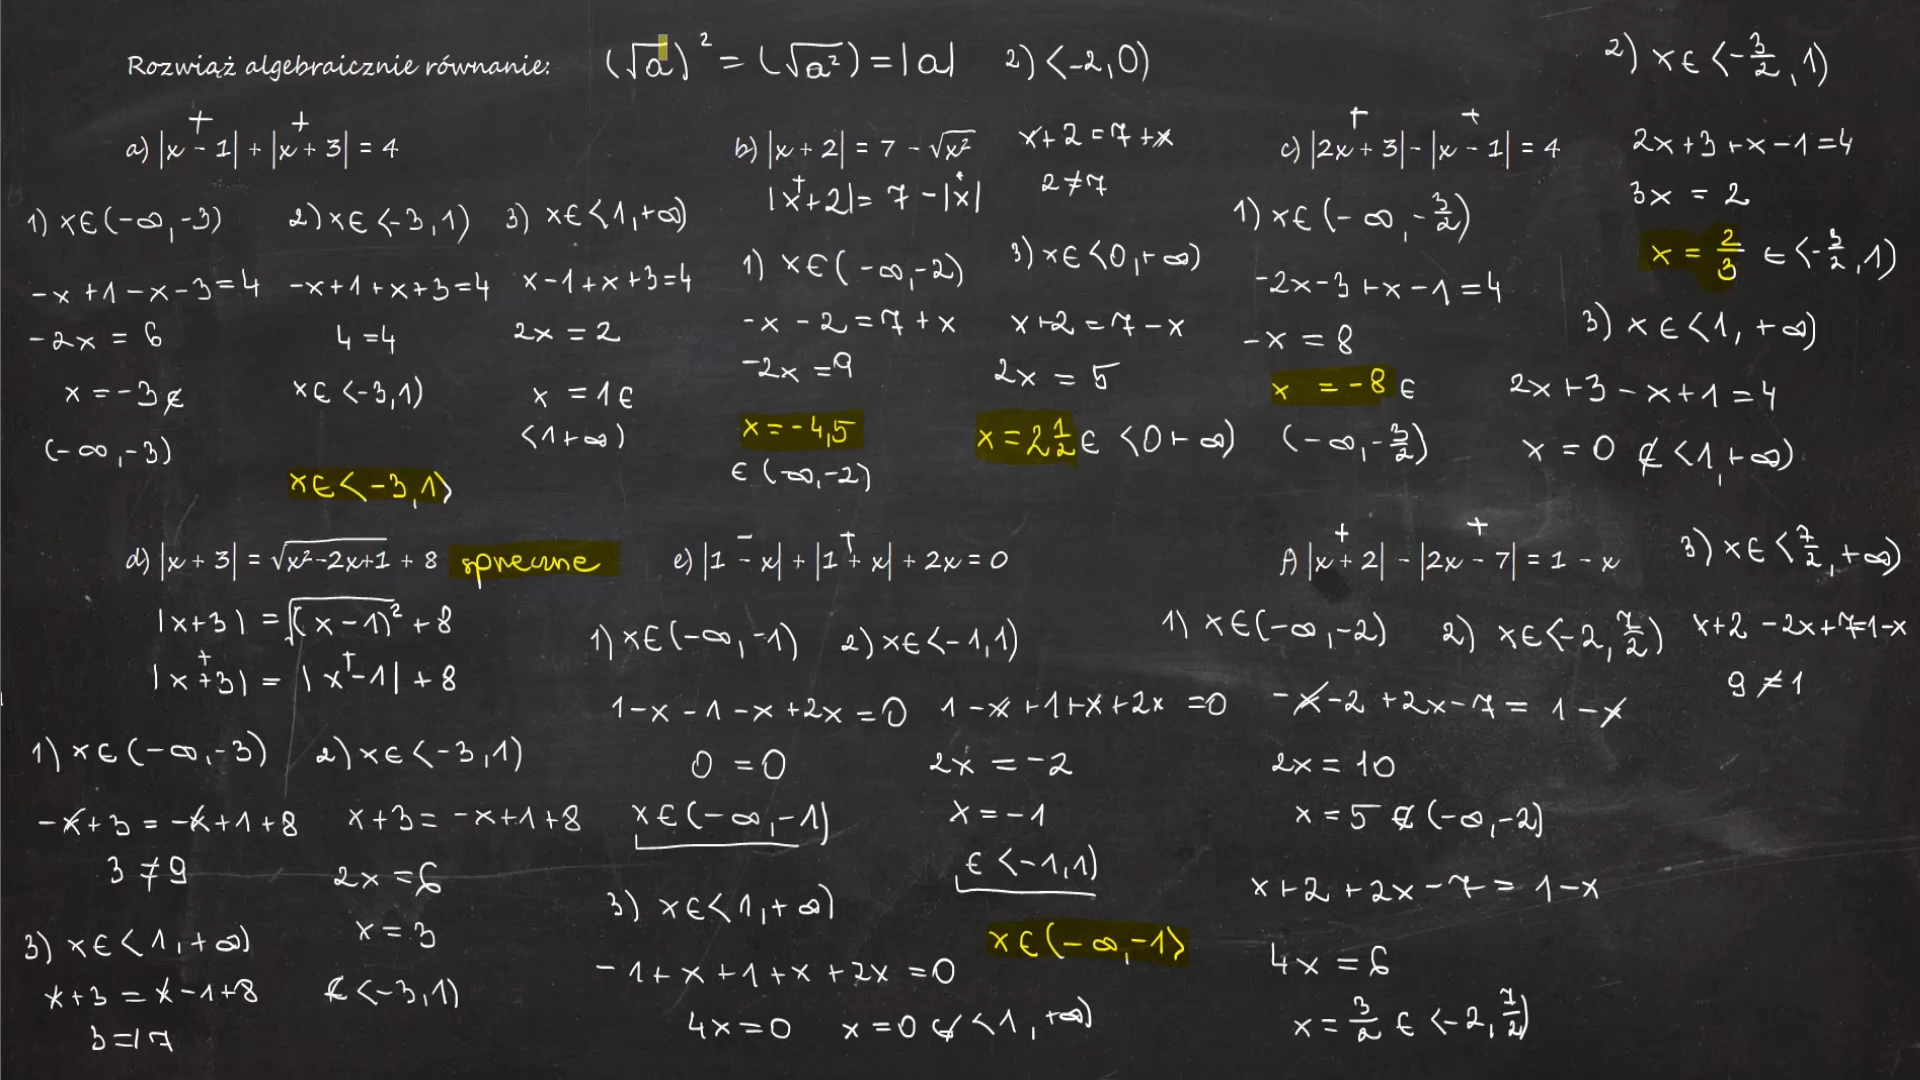 Rozwiąż algebraicznie równanie: (√a)² = (√a²) = |a|
a) |x - 1| + |x + 3| = 4
+ +
1) x∈(-∞,-3)
-x+1-x-3=4
-2x = 6
x = -3 ∉
(-∞,-3)
2) x∈<-3,1)
-x+1+x+3=4
4=4
x∈<-3,1)
x∈<-3,1>
3) x∈<1,+∞)
x-1+x+3=4
2x = 2
x = 1∈
<1+∞)
b) |x + 2| = 7 - √x²
|x+2| = 7 - |x|
+ +
1) x∈(-∞,-2)
-x-2=7+x
-2x=9
x=-4,5
∈(-∞,-2)
2) <-2,0)
x+2=7+x
2≠7
3) x∈<0,+∞)
x+2=7-x
2x = 5
x=2½∈<0+∞)
c) |2x + 3| - |x - 1| = 4
+ +
1) x∈(-∞,-3/2)
-2x-3+x-1=4
-x = 8
x = -8 ∈
(-∞,-3/2)
2) x∈<-3/2,1)
2x+3+x-1=4
3x = 2
x = 2/3 ∈<-3/2,1)
3) x∈<1,+∞)
2x+3-x+1=4
x=0 ∉<1,+∞)
d) |x + 3| = √x²-2x+1 + 8 sprzeczne
|x+3| = √(x-1)² + 8
|x+3| = |x-1| + 8
+ +
1) x∈(-∞,-3)
-x+3=-x+1+8
3≠9
2) x∈<-3,1)
x+3=-x+1+8
2x=6
x=3
∉<-3,1)
3) x∈<1,+∞)
x+3=x-1+8
3≠7
e) |1 - x| + |1 + x| + 2x = 0
- +
1) x∈(-∞,-1)
1-x-1-x+2x=0
0=0
x∈(-∞,-1)
2) x∈<-1,1)
1-x+1+x+2x=0
2x=-2
x=-1
∈<-1,1)
3) x∈<1,+∞)
-1+x+1+x+2x=0
4x=0 x=0∉<1,+∞)
x∈(-∞,-1>
f) |x + 2| - |2x - 7| = 1 - x
+ +
1) x∈(-∞,-2)
-x-2+2x-7=1-x
2x=10
x=5∉(-∞,-2)
2) x∈<-2,7/2)
x+2+2x-7=1-x
4x=6
x=3/2∈<-2,7/2)
3) x∈<7/2,+∞)
x+2-2x+7=1-x
9≠1